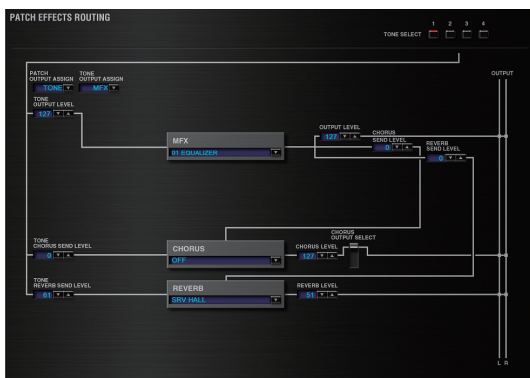 PATCH EFFECTS ROUTING
TONE SELECT 1 2 3 4
PATCH OUTPUT ASSIGN
TONE
TONE OUTPUT ASSIGN
MFX
OUTPUT
TONE OUTPUT LEVEL
127
MFX
01 EQUALIZER
OUTPUT LEVEL
127
CHORUS SEND LEVEL
0
REVERB SEND LEVEL
0
TONE CHORUS SEND LEVEL
0
CHORUS
OFF
CHORUS LEVEL
127
CHORUS OUTPUT SELECT
TONE REVERB SEND LEVEL
61
REVERB
SRV HALL
REVERB LEVEL
51
L R